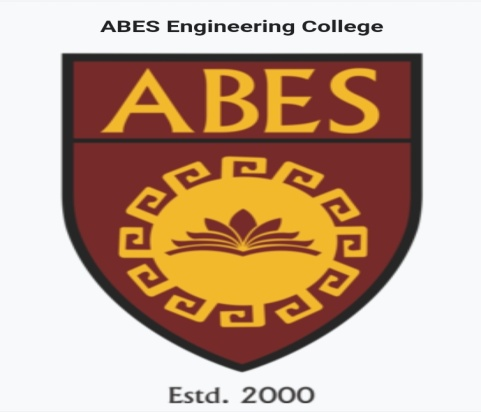 ABES Engineering College
ABES
Estd. 2000